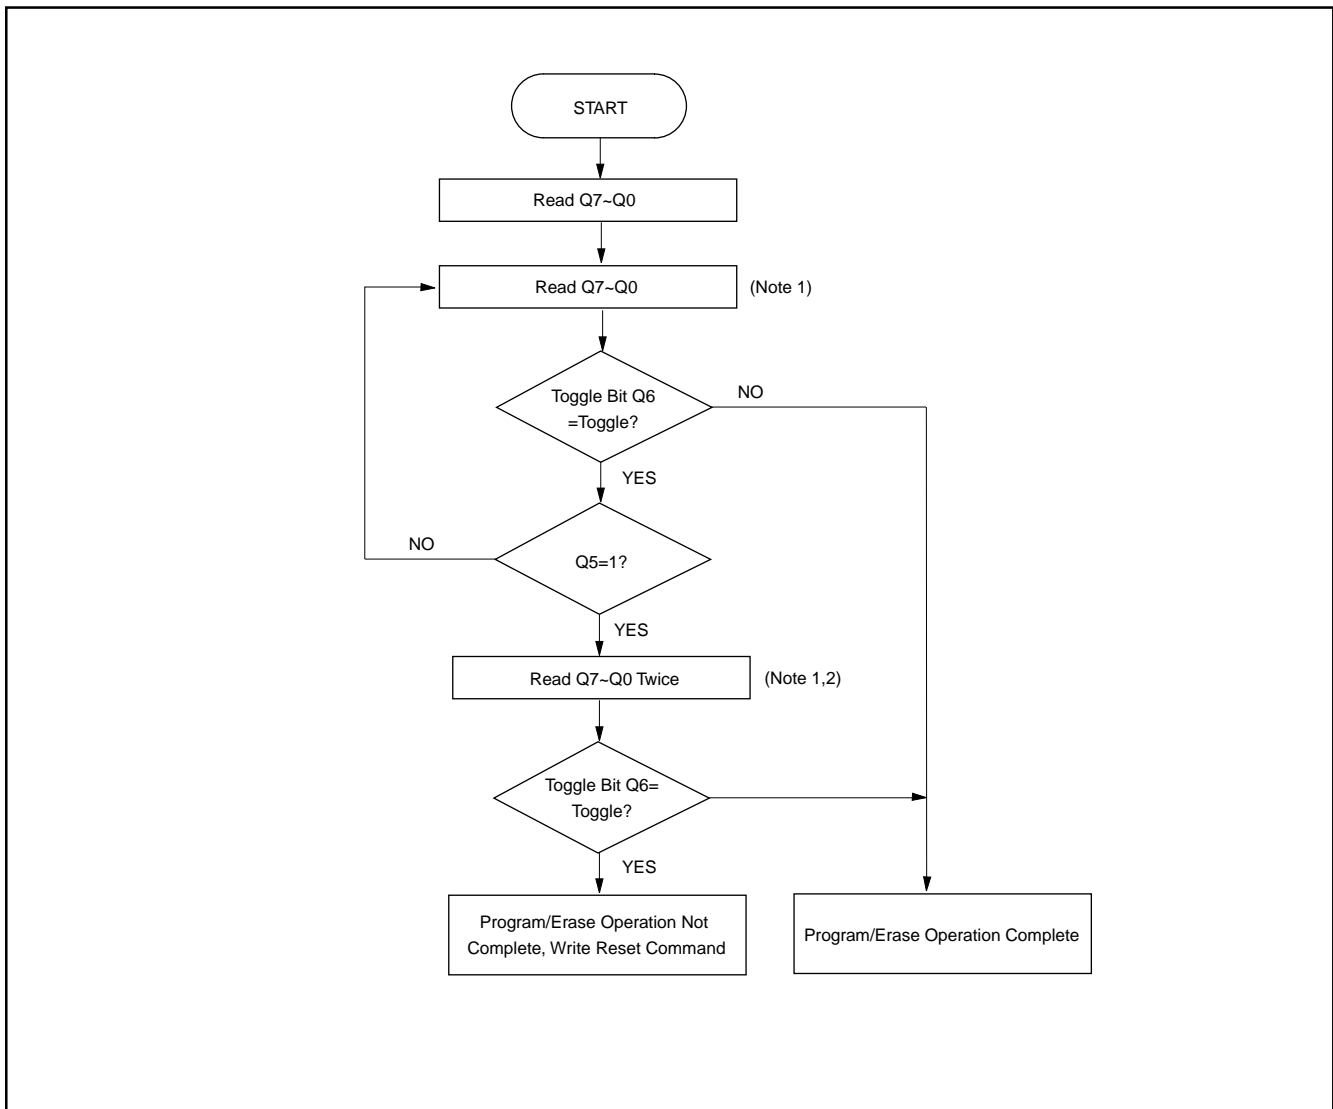 START
Read Q7~Q0
Read Q7~Q0
(Note 1)
Toggle Bit Q6
=Toggle?
NO
YES
NO
Q5=1?
YES
Read Q7~Q0 Twice
(Note 1,2)
Toggle Bit Q6=
Toggle?
YES
Program/Erase Operation Not
Complete, Write Reset Command
Program/Erase Operation Complete